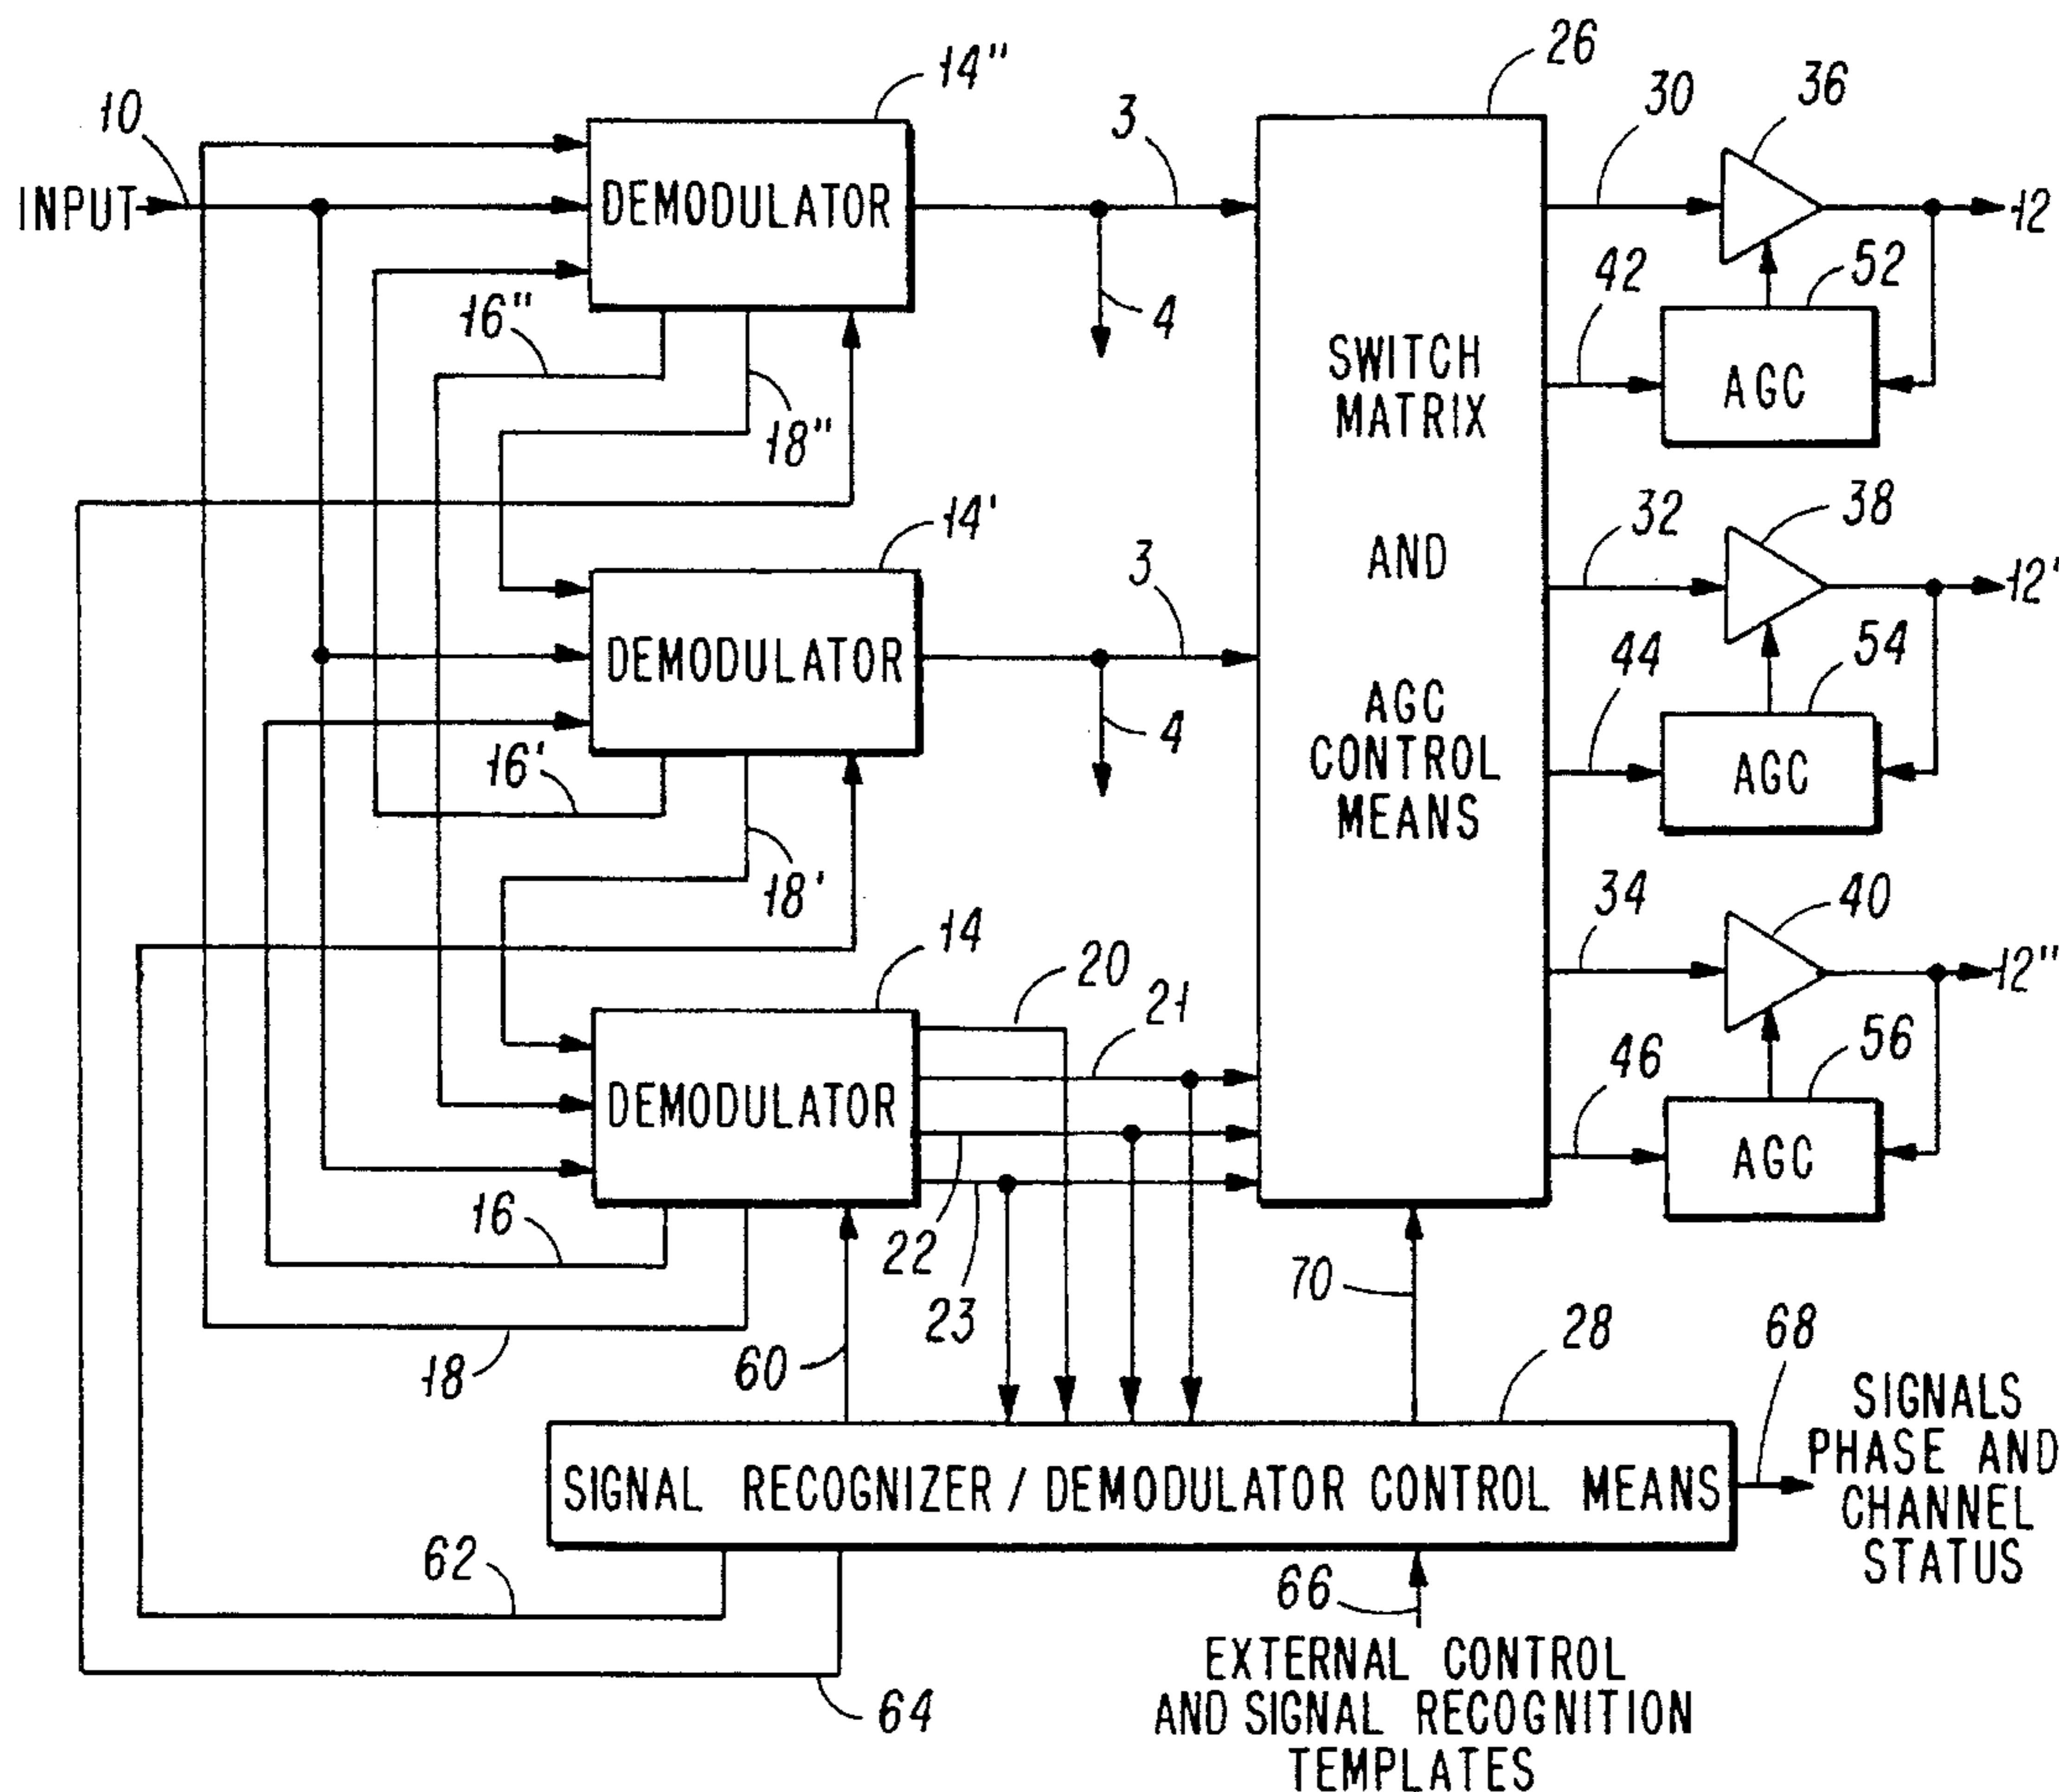 26
14"
30
36
10
3
INPUT
DEMODULATOR
12
52
42
4
16"
SWITCH
MATRIX
AGC
18"
38
14'
32
3
AND
12'
DEMODULATOR
54
44
AGC
CONTROL
MEANS
4
16'
AGC
18'
34
40
14
20
21
12"
56
46
DEMODULATOR
AGC
16
22
70
23
28
68
60
18
SIGNALS
PHASE AND
CHANNEL
STATUS
SIGNAL RECOGNIZER / DEMODULATOR CONTROL MEANS
62
66
EXTERNAL CONTROL
AND SIGNAL RECOGNITION
TEMPLATES
64